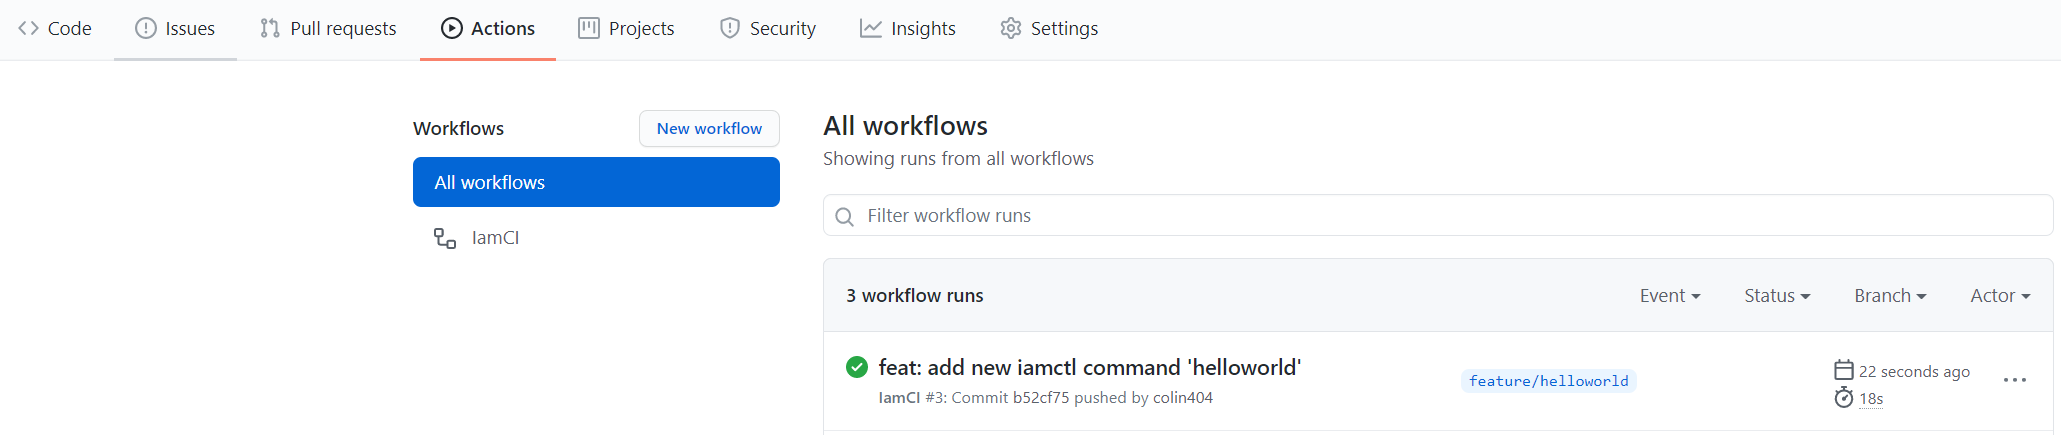 Code Issues Pull requests Actions Projects Security Insights Settings
Workflows New workflow
All workflows
IamCI
All workflows
Showing runs from all workflows
Filter workflow runs
3 workflow runs Event Status Branch Actor
feat: add new iamctl command 'helloworld'
IamCI #3: Commit b52cf75 pushed by colin404
feature/helloworld
22 seconds ago
18s